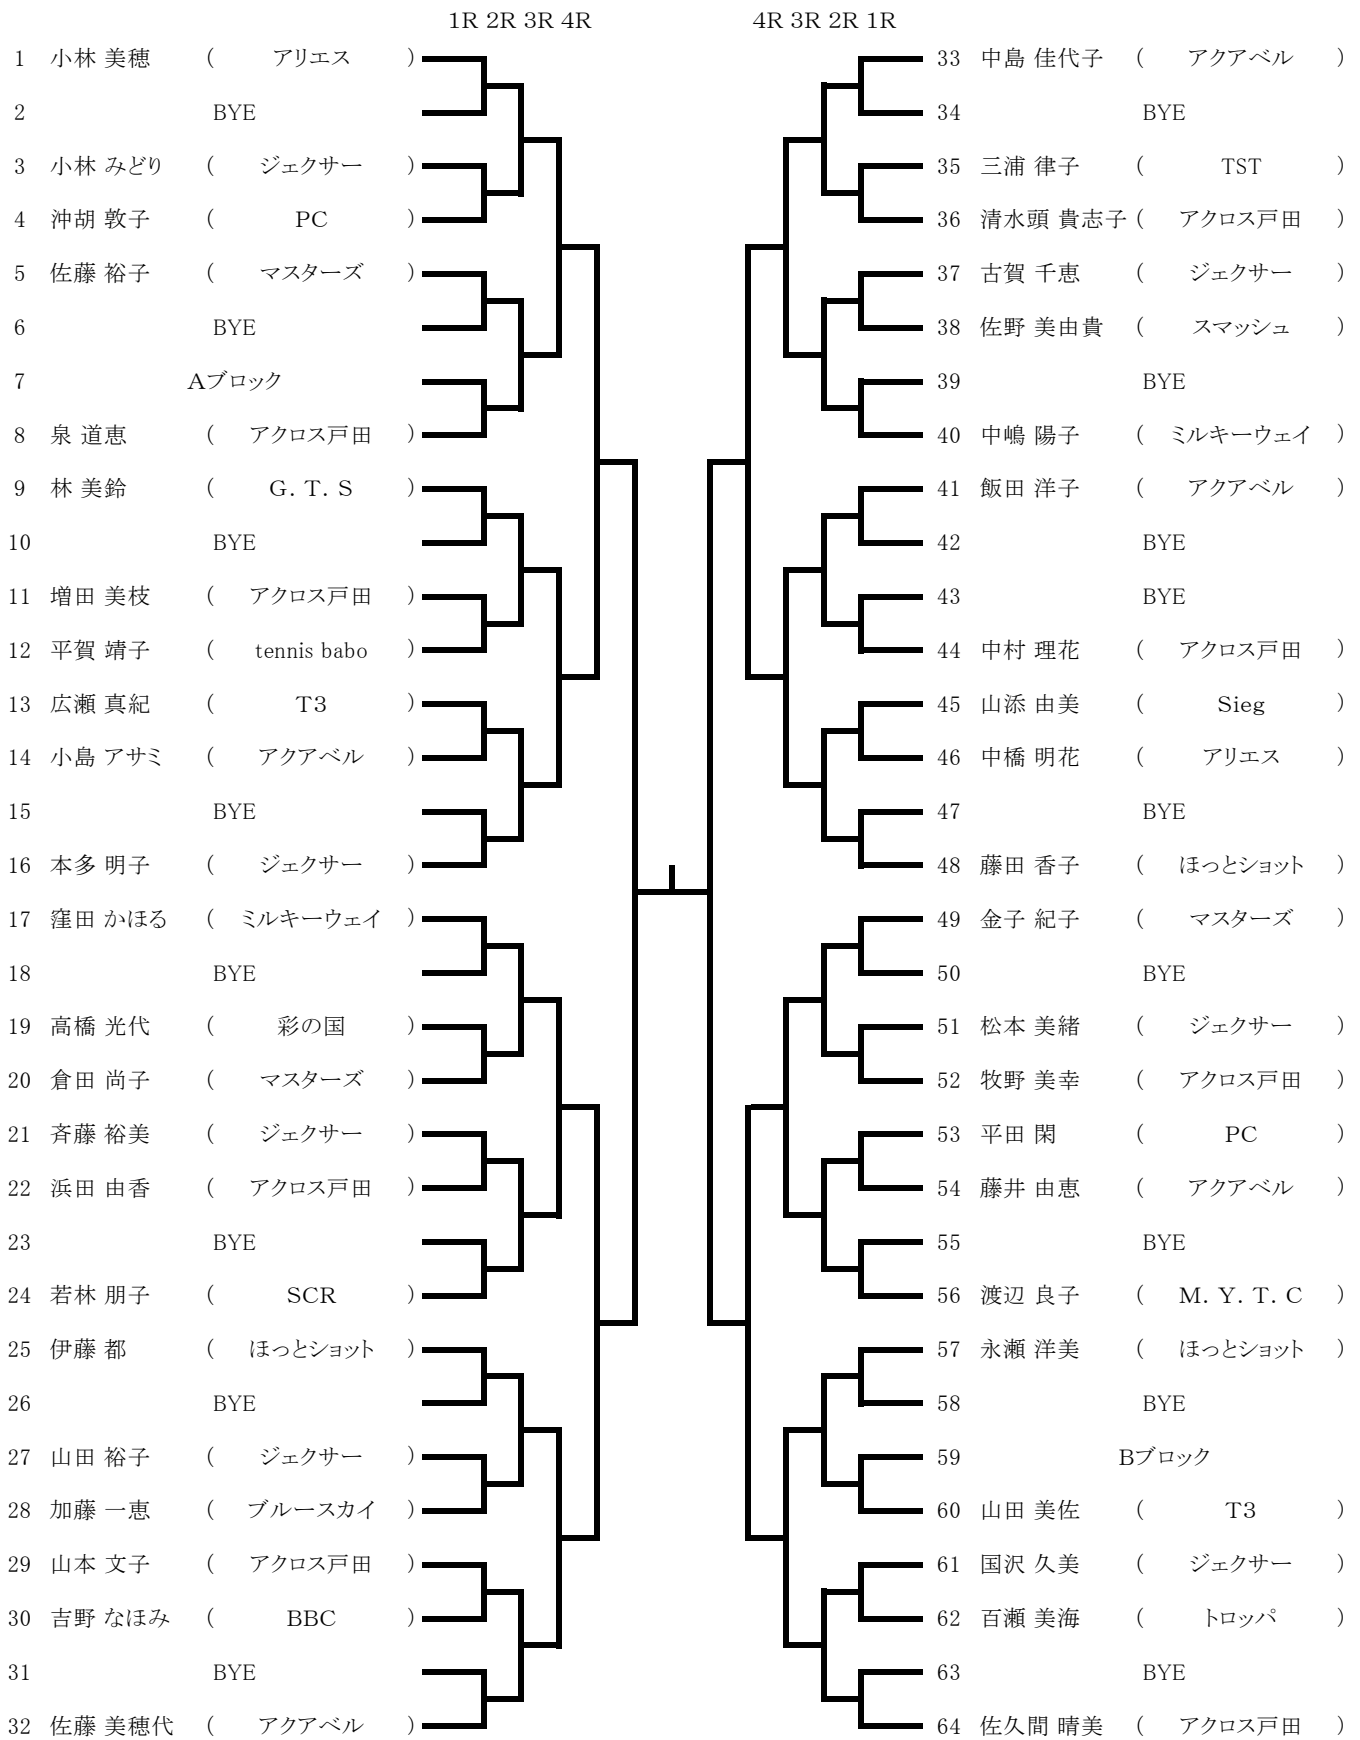 1R 2R 3R 4R
1 小林 美穂 ( アリエス )
2 BYE
3 小林 みどり ( ジェクサー )
4 沖胡 敦子 ( PC )
5 佐藤 裕子 ( マスターズ )
6 BYE
7 Aブロック
8 泉 道恵 ( アクロス戸田 )
9 林 美鈴 ( G. T. S )
10 BYE
11 増田 美枝 ( アクロス戸田 )
12 平賀 靖子 ( tennis babo )
13 広瀬 真紀 ( T3 )
14 小島 アサミ ( アクアベル )
15 BYE
16 本多 明子 ( ジェクサー )
17 窪田 かほる ( ミルキーウェイ )
18 BYE
19 高橋 光代 ( 彩の国 )
20 倉田 尚子 ( マスターズ )
21 斉藤 裕美 ( ジェクサー )
22 浜田 由香 ( アクロス戸田 )
23 BYE
24 若林 朋子 ( SCR )
25 伊藤 都 ( ほっとショット )
26 BYE
27 山田 裕子 ( ジェクサー )
28 加藤 一恵 ( ブルースカイ )
29 山本 文子 ( アクロス戸田 )
30 吉野 なほみ ( BBC )
31 BYE
32 佐藤 美穂代 ( アクアベル )
4R 3R 2R 1R
33 中島 佳代子 ( アクアベル )
34 BYE
35 三浦 律子 ( TST )
36 清水頭 貴志子 ( アクロス戸田 )
37 古賀 千恵 ( ジェクサー )
38 佐野 美由貴 ( スマッシュ )
39 BYE
40 中嶋 陽子 ( ミルキーウェイ )
41 飯田 洋子 ( アクアベル )
42 BYE
43 BYE
44 中村 理花 ( アクロス戸田 )
45 山添 由美 ( Sieg )
46 中橋 明花 ( アリエス )
47 BYE
48 藤田 香子 ( ほっとショット )
49 金子 紀子 ( マスターズ )
50 BYE
51 松本 美緒 ( ジェクサー )
52 牧野 美幸 ( アクロス戸田 )
53 平田 閑 ( PC )
54 藤井 由恵 ( アクアベル )
55 BYE
56 渡辺 良子 ( M. Y. T. C )
57 永瀬 洋美 ( ほっとショット )
58 BYE
59 Bブロック
60 山田 美佐 ( T3 )
61 国沢 久美 ( ジェクサー )
62 百瀬 美海 ( トロッパ )
63 BYE
64 佐久間 晴美 ( アクロス戸田 )